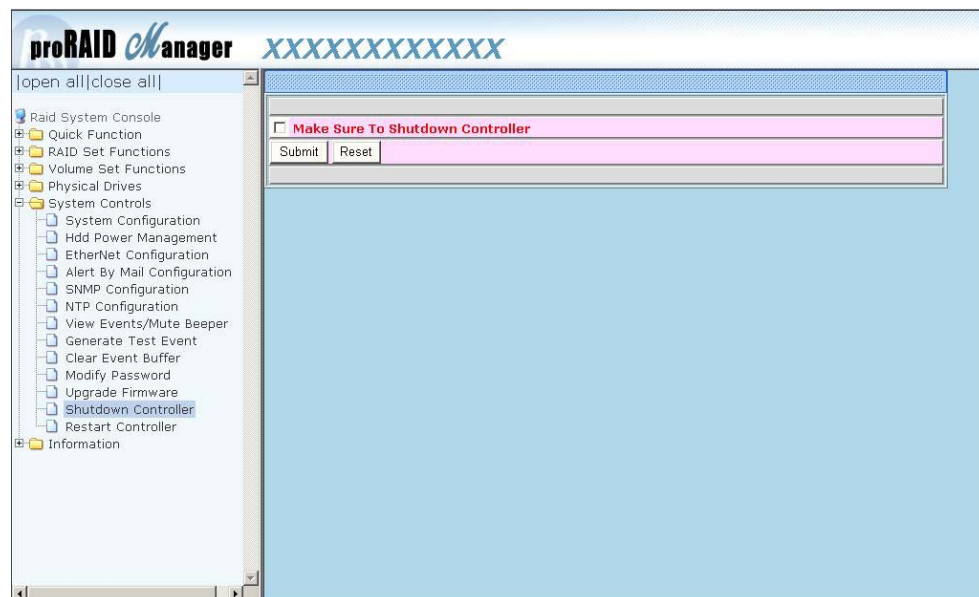 proRAID Manager XXXXXXXXXXXX
|open all|close all|
Raid System Console
Quick Function
RAID Set Functions
Volume Set Functions
Physical Drives
System Controls
System Configuration
Hdd Power Management
EtherNet Configuration
Alert By Mail Configuration
SNMP Configuration
NTP Configuration
View Events/Mute Beeper
Generate Test Event
Clear Event Buffer
Modify Password
Upgrade Firmware
Shutdown Controller
Restart Controller
Information
Make Sure To Shutdown Controller
Submit Reset